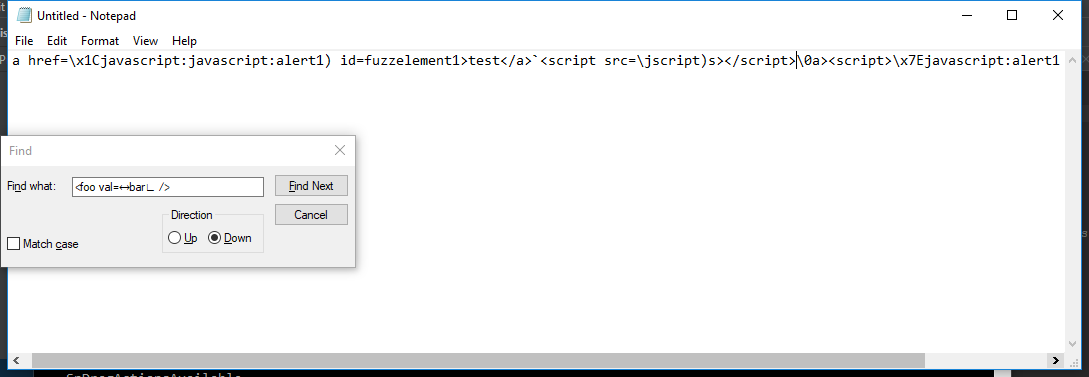 Untitled - Notepad
File Edit Format View Help
a href=\x1Cjavascript:javascript:alert1) id=fuzzelement1>test</a>`<script src=\jscript)s></script>\0a><script>\x7Ejavascript:alert1
Find
Find what: <foo val=↔bar∟ />
Find Next
Direction
Cancel
Up Down
Match case